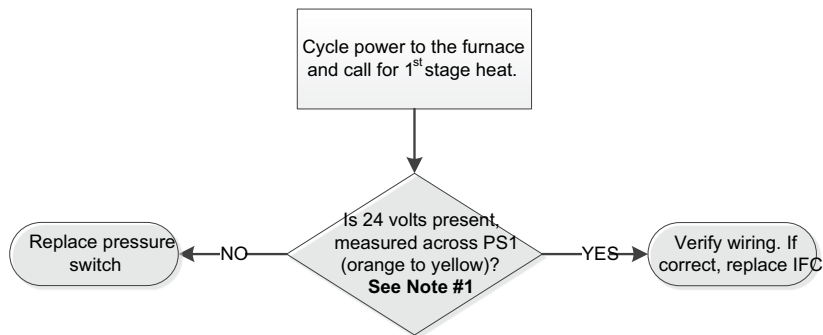 Cycle power to the furnace
and call for 1st stage heat.
Is 24 volts present,
measured across PS1
(orange to yellow)?
See Note #1
NO
YES
Replace pressure
switch
Verify wiring. If
correct, replace IFC